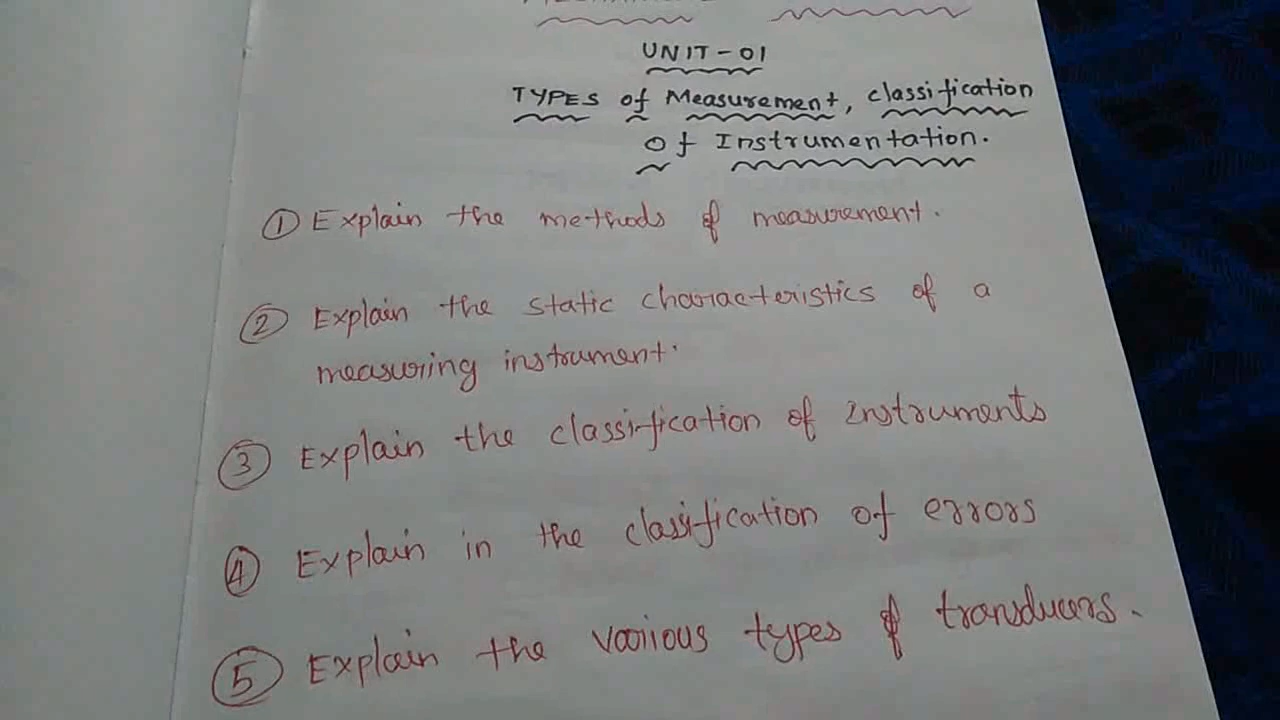 UNIT-01
TYPES of Measurement, classification
Of Instrumentation.
① Explain the methods of measurement.
② Explain the static characteristics of a
measuring instrument.
③ Explain the classification of instruments
④ Explain in the classification of errors
⑤ Explain the various types of transducers.